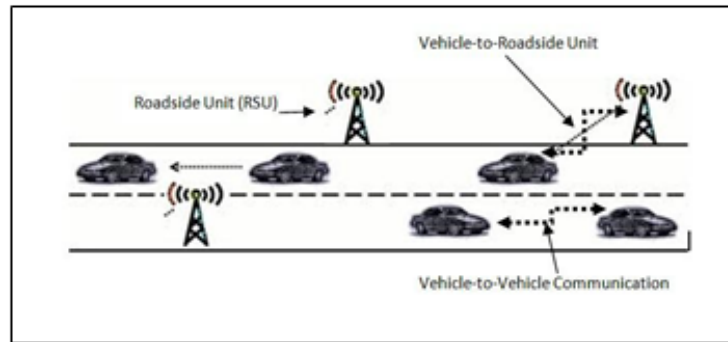 Vehicle-to-Roadside Unit
Roadside Unit (RSU)
Vehicle-to-Vehicle Communication